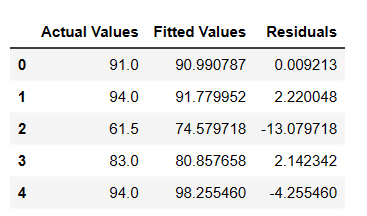 Actual Values Fitted Values Residuals
0 91.0 90.990787 0.009213
1 94.0 91.779952 2.220048
2 61.5 74.579718 -13.079718
3 83.0 80.857658 2.142342
4 94.0 98.255460 -4.255460